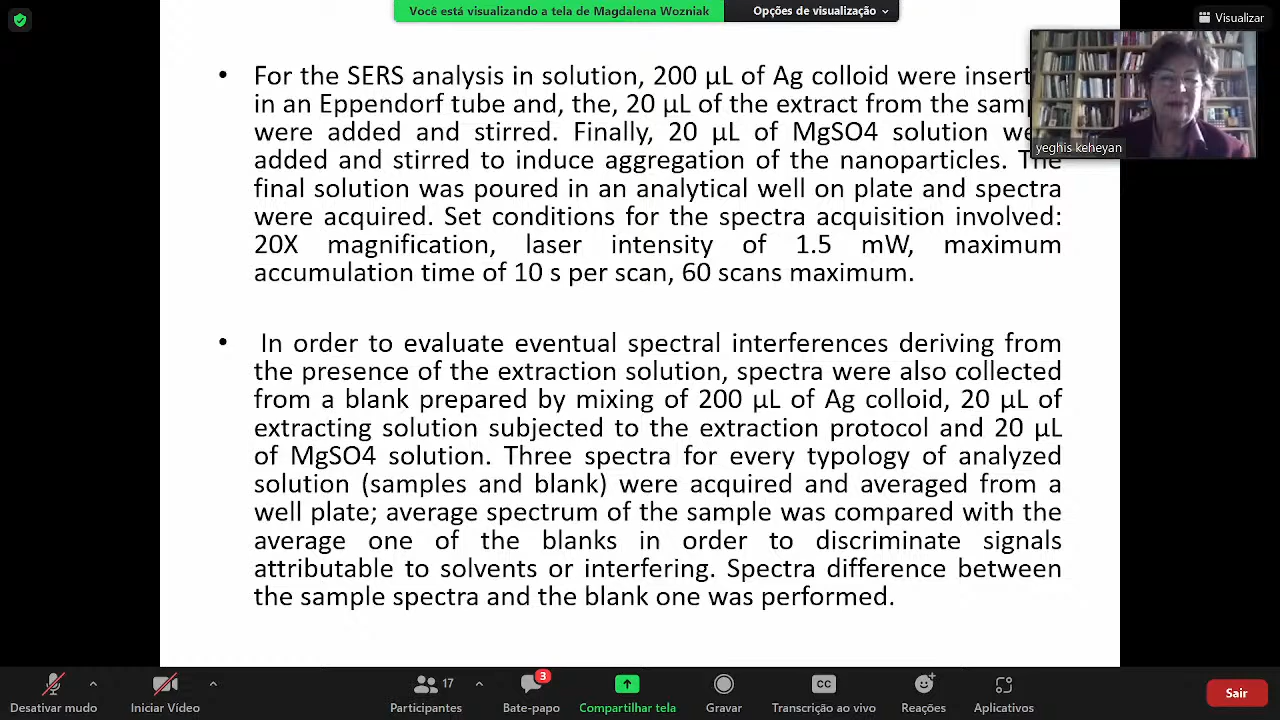 Você está visualizando a tela de Magdalena Wozniak
Opções de visualização
Visualizar
• For the SERS analysis in solution, 200 µL of Ag colloid were insert
in an Eppendorf tube and, the, 20 µL of the extract from the samp
were added and stirred. Finally, 20 µL of MgSO4 solution we
added and stirred to induce aggregation of the nanoparticles. The
final solution was poured in an analytical well on plate and spectra
were acquired. Set conditions for the spectra acquisition involved:
20X magnification, laser intensity of 1.5 mW, maximum
accumulation time of 10 s per scan, 60 scans maximum.
yeghis keheyan
• In order to evaluate eventual spectral interferences deriving from
the presence of the extraction solution, spectra were also collected
from a blank prepared by mixing of 200 µL of Ag colloid, 20 µL of
extracting solution subjected to the extraction protocol and 20 µL
of MgSO4 solution. Three spectra for every typology of analyzed
solution (samples and blank) were acquired and averaged from a
well plate; average spectrum of the sample was compared with the
average one of the blanks in order to discriminate signals
attributable to solvents or interfering. Spectra difference between
the sample spectra and the blank one was performed.
Desativar mudo
Iniciar Vídeo
17
Participantes
3
Bate-papo
Compartilhar tela
Gravar
CC
Transcrição ao vivo
Reações
Aplicativos
Sair